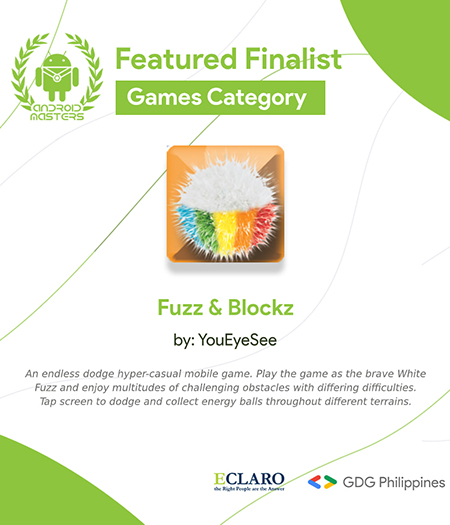 ANDROID
MASTERS
Featured Finalist
Games Category
Fuzz & Blockz
by: YouEyeSee
An endless dodge hyper-casual mobile game. Play the game as the brave White
Fuzz and enjoy multitudes of challenging obstacles with differing difficulties.
Tap screen to dodge and collect energy balls throughout different terrains.
ECLARO
the Right People are the Answer
GDG Philippines